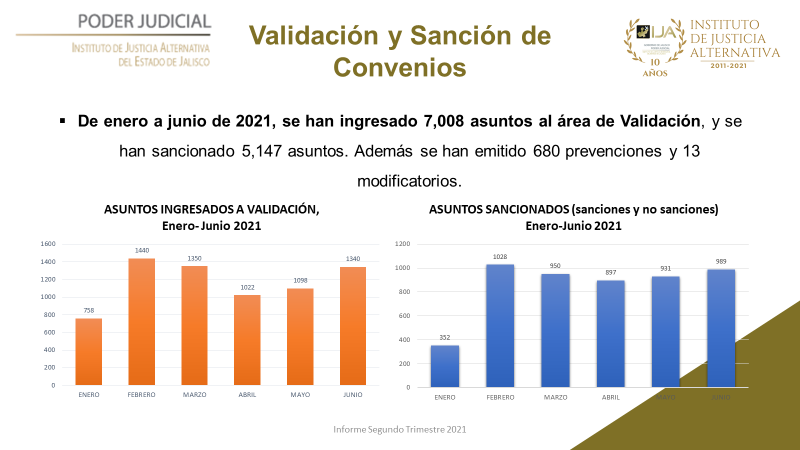 PODER JUDICIAL
INSTITUTO DE JUSTICIA ALTERNATIVA
DEL ESTADO DE JALISCO
Validación y Sanción de
Convenios
IJA
10
AÑOS
INSTITUTO
DE JUSTICIA
ALTERNATIVA
2011-2021
▪ De enero a junio de 2021, se han ingresado 7,008 asuntos al área de Validación, y se
han sancionado 5,147 asuntos. Además se han emitido 680 prevenciones y 13
modificatorios.
ASUNTOS INGRESADOS A VALIDACIÓN,
Enero- Junio 2021
1600
1400
1200
1000
800
600
400
200
0
758
1440
1350
1022
1098
1340
ENERO FEBRERO MARZO ABRIL MAYO JUNIO
ASUNTOS SANCIONADOS (sanciones y no sanciones)
Enero-Junio 2021
1200
1000
800
600
400
200
0
352
1028
950
897
931
989
ENERO FEBRERO MARZO ABRIL MAYO JUNIO
Informe Segundo Trimestre 2021